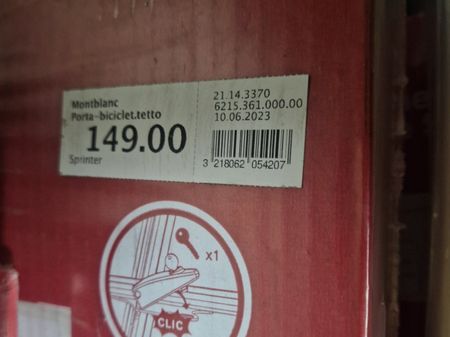 Montblanc
Porta-biciclet.tetto
149.00
Sprinter
21.14.3370
6215.361.000.00
10.06.2023
3 218062 054207
x1
CLIC